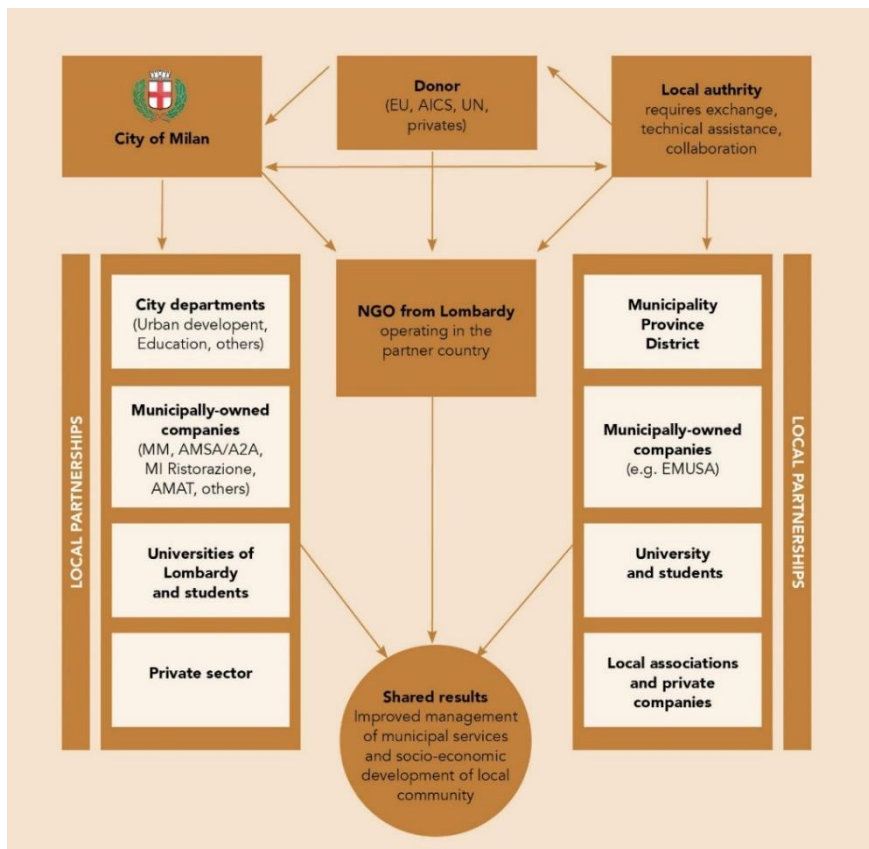 City of Milan
Donor
(EU, AICS, UN,
privates)
Local authrity
requires exchange,
technical assistance,
collaboration
LOCAL PARTNERSHIPS
City departments
(Urban developent,
Education, others)
Municipally-owned
companies
(MM, AMSA/A2A,
MI Ristorazione,
AMAT, others)
Universities of
Lombardy
and students
Private sector
NGO from Lombardy
operating in the
partner country
Municipality
Province
District
Municipally-owned
companies
(e.g. EMUSA)
University
and students
Local associations
and private
companies
LOCAL PARTNERSHIPS
Shared results
Improved management
of municipal services
and socio-economic
development of local
community